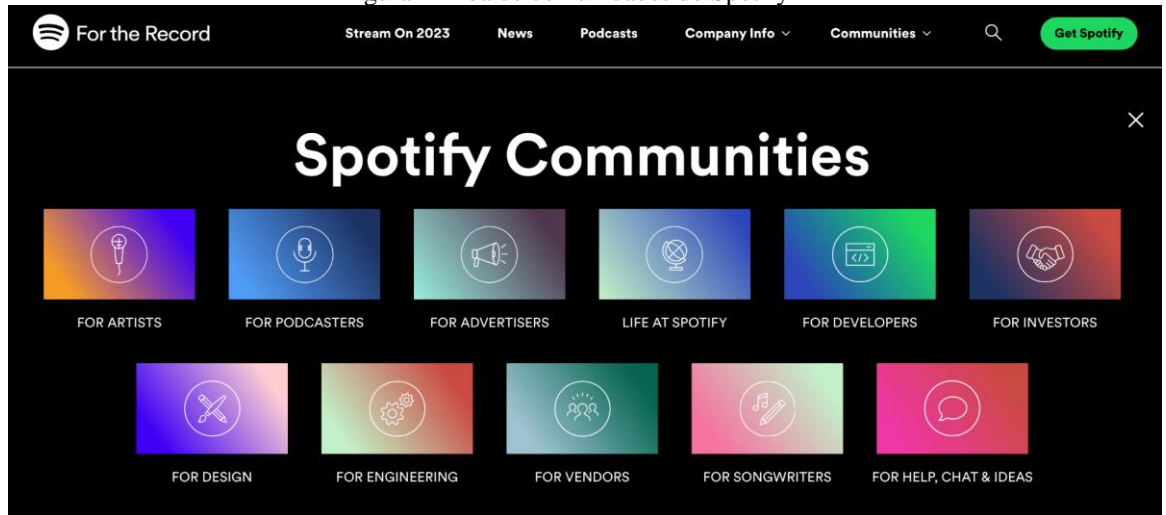 For the Record Stream On 2023 News Podcasts Company Info Communities Get Spotify
Spotify Communities
FOR ARTISTS FOR PODCASTERS FOR ADVERTISERS LIFE AT SPOTIFY FOR DEVELOPERS FOR INVESTORS
FOR DESIGN FOR ENGINEERING FOR VENDORS FOR SONGWRITERS FOR HELP, CHAT & IDEAS